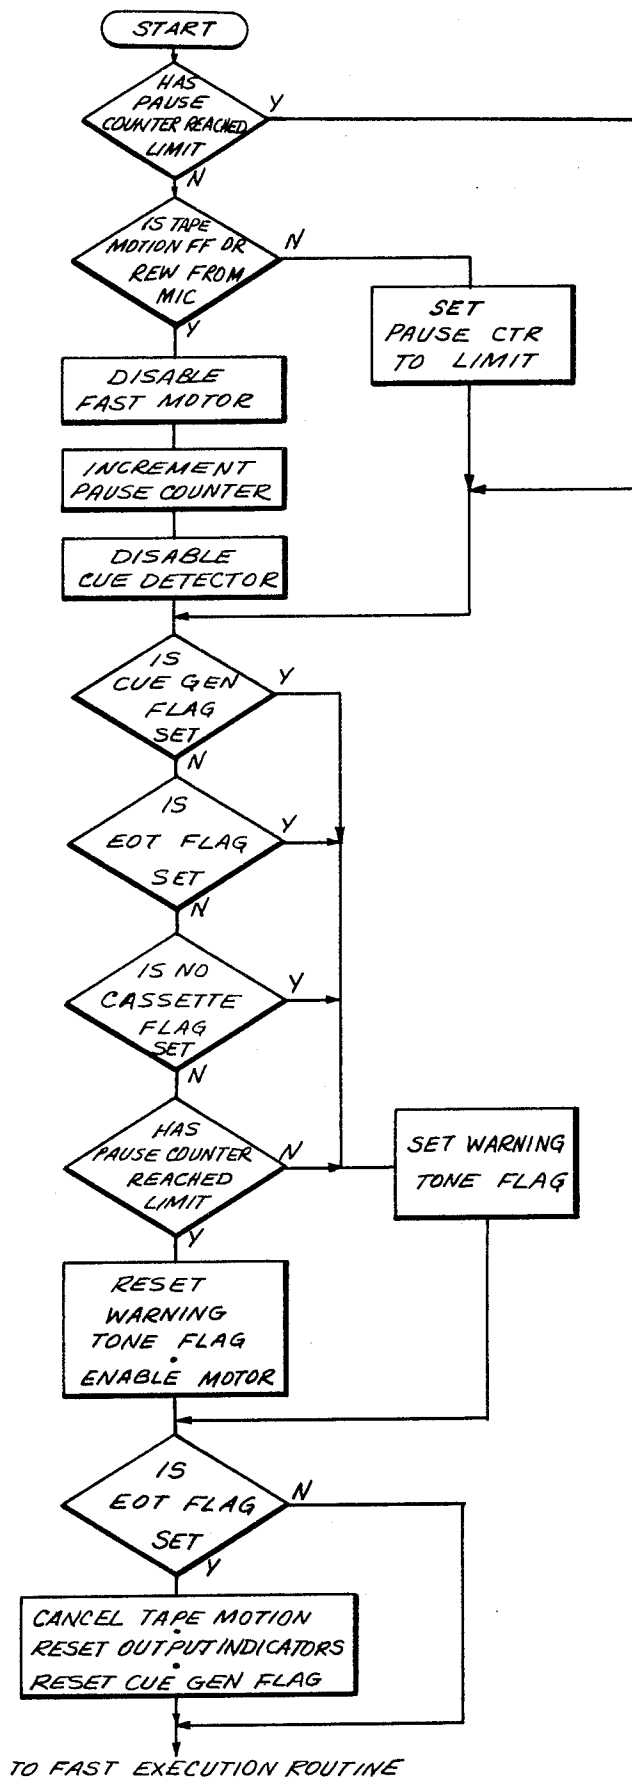 START
HAS
PAUSE
COUNTER REACHED
LIMIT
Y
N
IS TAPE
MOTION FF OR
REW FROM
MIC
N
Y
SET
PAUSE CTR
TO LIMIT
DISABLE
FAST MOTOR
INCREMENT
PAUSE COUNTER
DISABLE
CUE DETECTOR
IS
CUE GEN
FLAG
SET
Y
N
IS
EOT FLAG
SET
Y
N
IS NO
CASSETTE
FLAG
SET
Y
N
HAS
PAUSE COUNTER
REACHED
LIMIT
N
Y
SET WARNING
TONE FLAG
RESET
WARNING
TONE FLAG
•
ENABLE MOTOR
IS
EOT FLAG
SET
N
Y
CANCEL TAPE MOTION
•
RESET OUTPUT INDICATORS
•
RESET CUE GEN FLAG
TO FAST EXECUTION ROUTINE